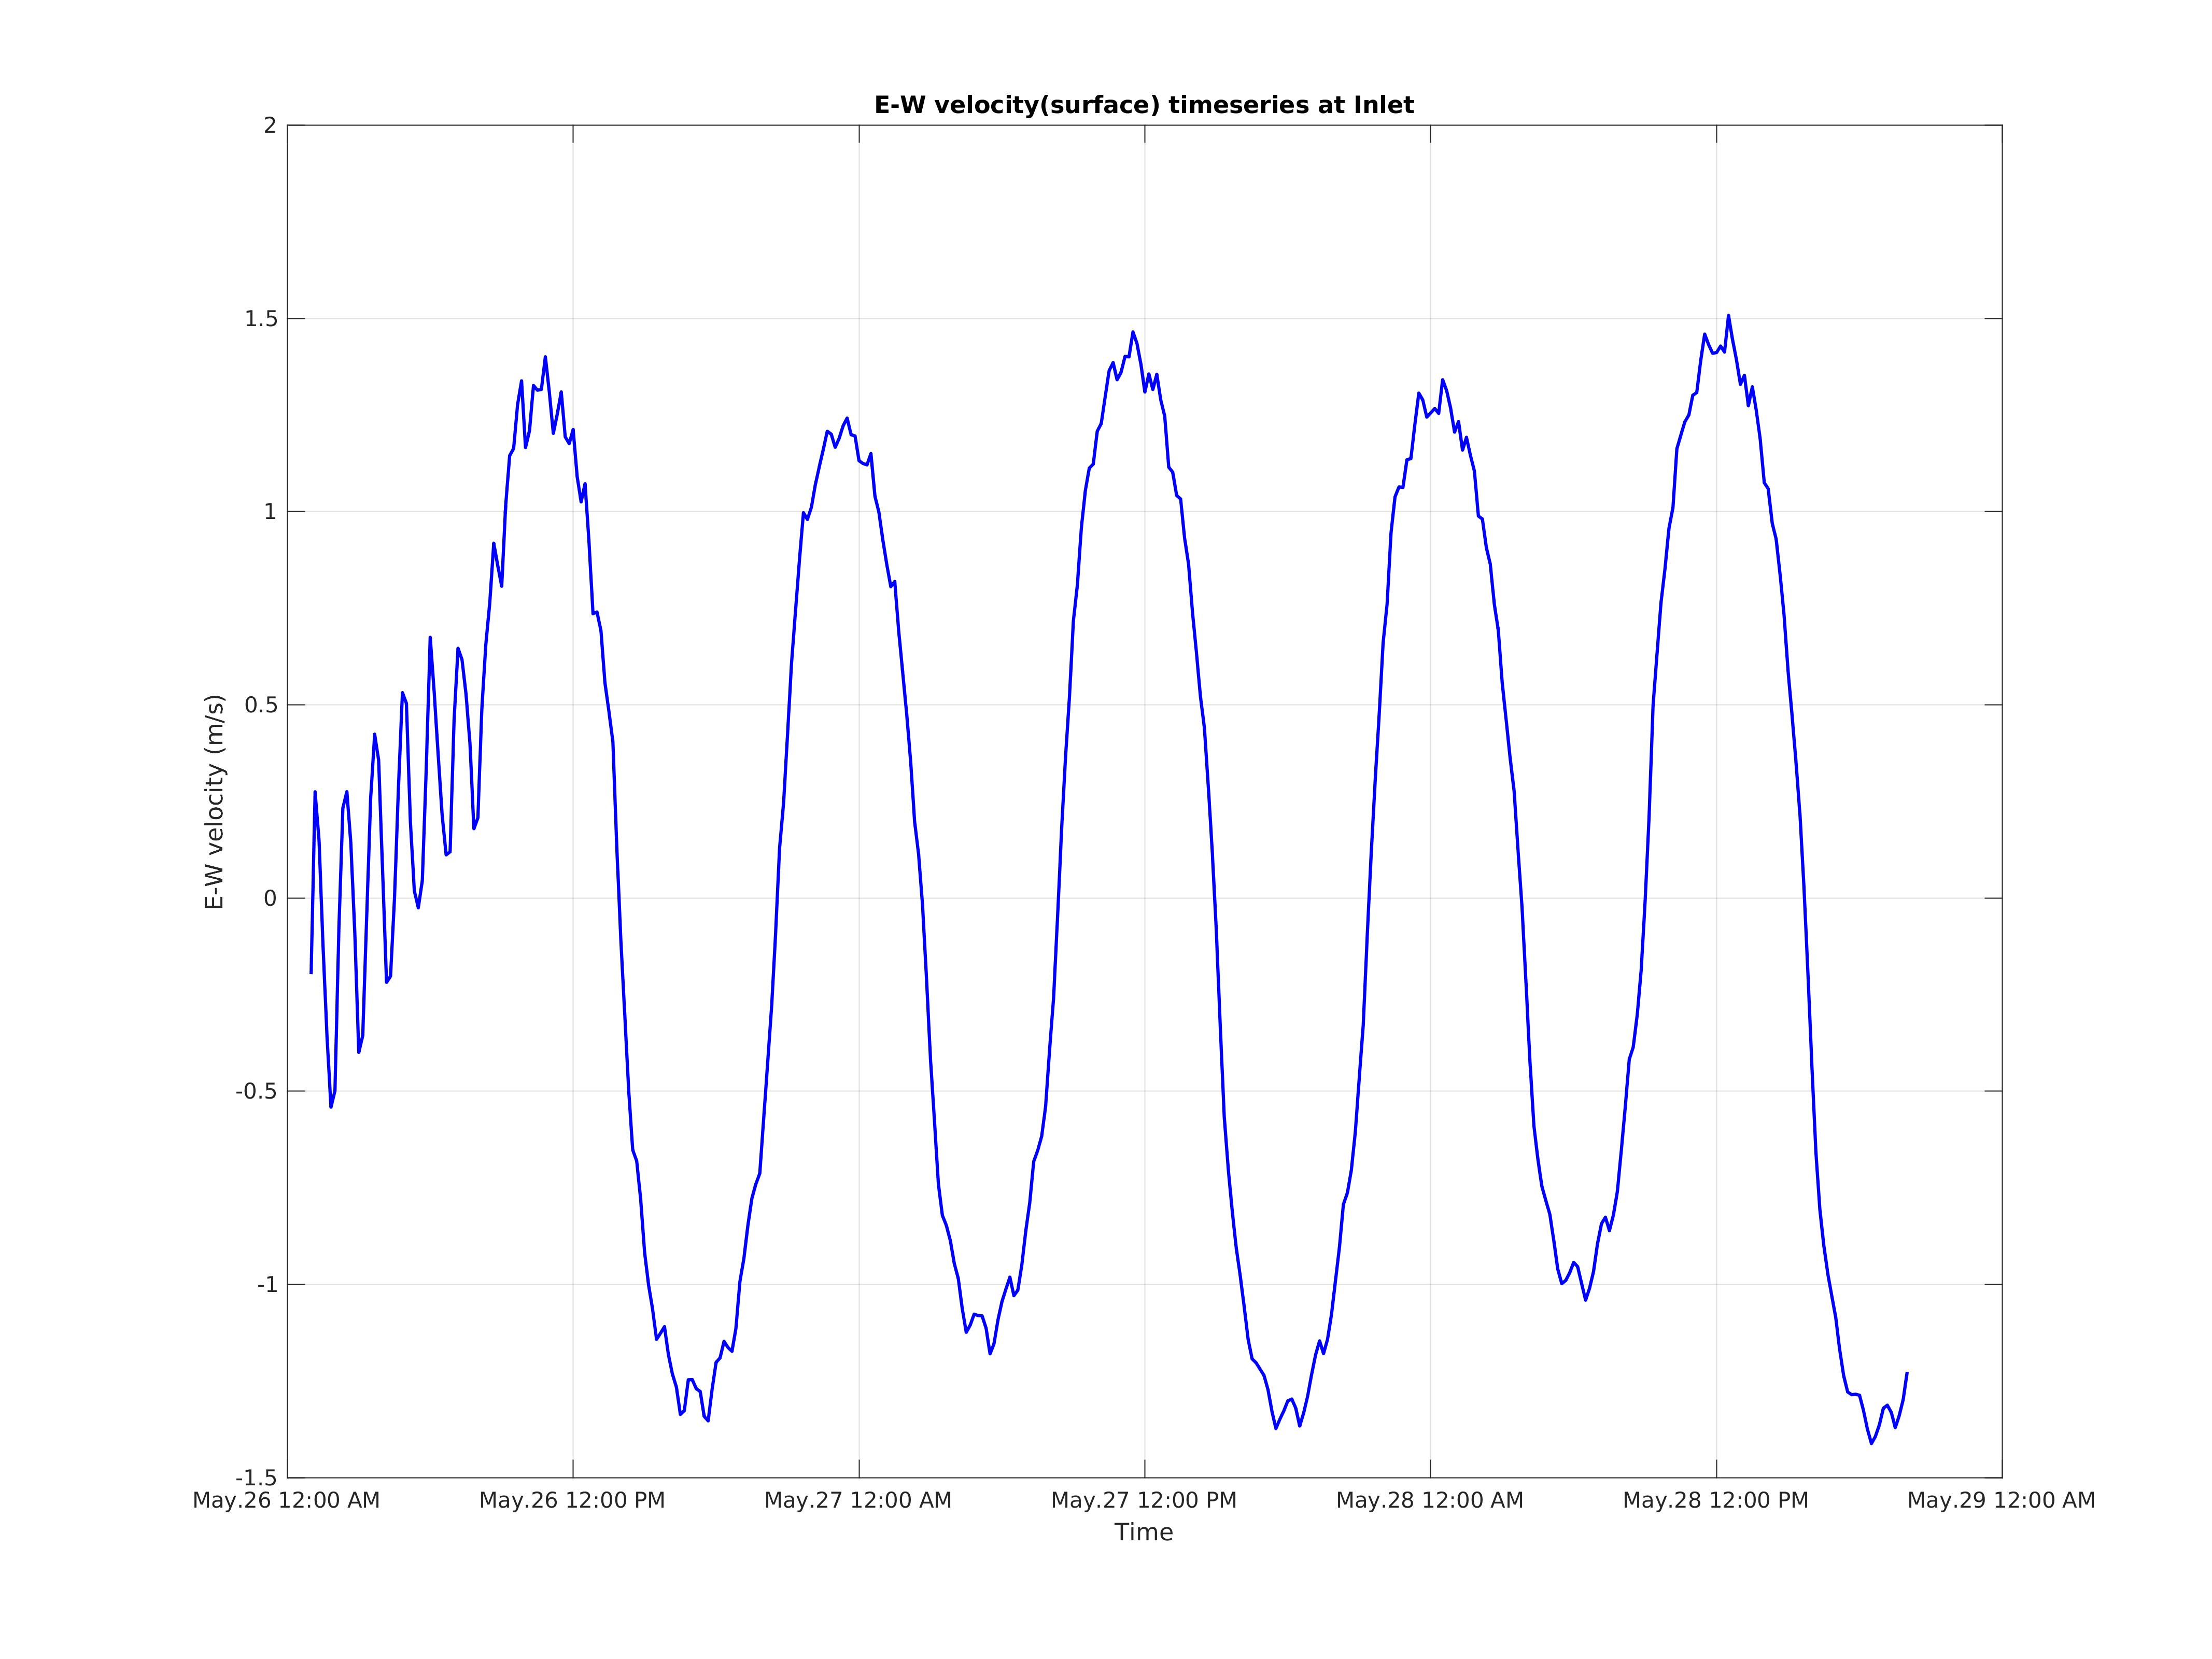 E-W velocity(surface) timeseries at Inlet
2
1.5
1
0.5
0
-0.5
-1
-1.5
E-W velocity (m/s)
May.26 12:00 AM May.26 12:00 PM May.27 12:00 AM May.27 12:00 PM May.28 12:00 AM May.28 12:00 PM May.29 12:00 AM
Time